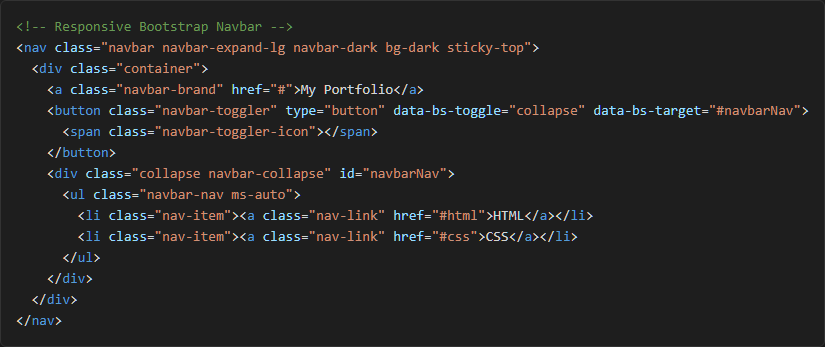 <!-- Responsive Bootstrap Navbar -->
<nav class="navbar navbar-expand-lg navbar-dark bg-dark sticky-top">
  <div class="container">
    <a class="navbar-brand" href="#">My Portfolio</a>
    <button class="navbar-toggler" type="button" data-bs-toggle="collapse" data-bs-target="#navbarNav">
      <span class="navbar-toggler-icon"></span>
    </button>
    <div class="collapse navbar-collapse" id="navbarNav">
      <ul class="navbar-nav ms-auto">
        <li class="nav-item"><a class="nav-link" href="#html">HTML</a></li>
        <li class="nav-item"><a class="nav-link" href="#css">CSS</a></li>
      </ul>
    </div>
  </div>
</nav>